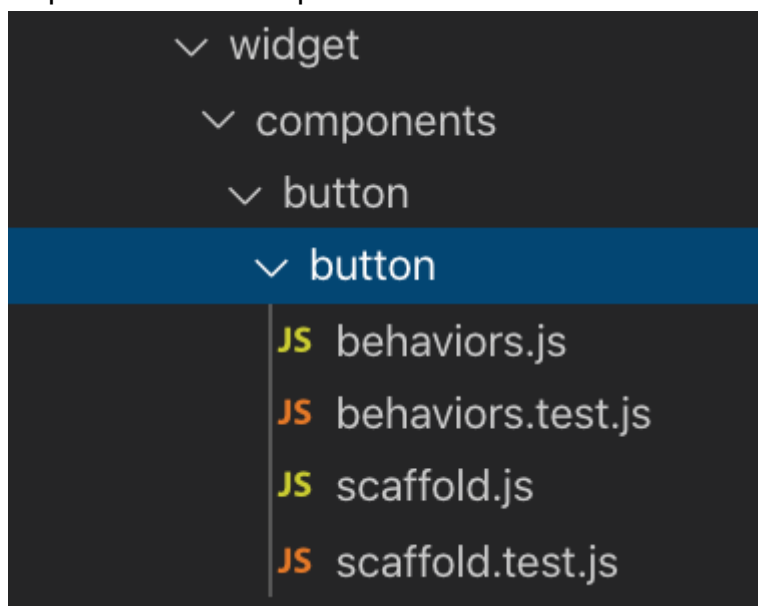 widget
components
button
button
JS behaviors.js
JS behaviors.test.js
JS scaffold.js
JS scaffold.test.js